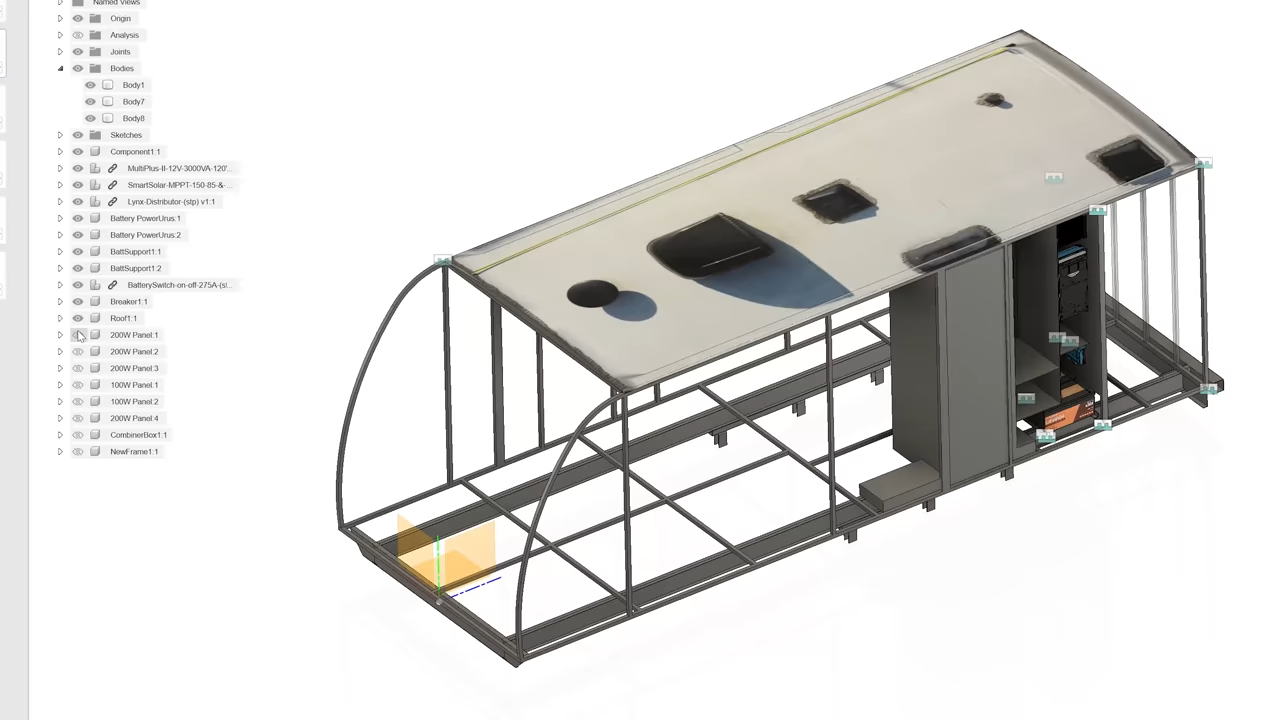 Named Views
Origin
Analysis
Joints
Bodies
Body1
Body7
Body8
Sketches
Component1:1
MultiPlus-II-12V-3000VA-120'...
SmartSolar-MPPT-150-85-&-...
Lynx-Distributor-(stp) v1:1
Battery PowerUrus:1
Battery PowerUrus:2
BattSupport1:1
BattSupport1:2
BatterySwitch-on-off-275A-(s...
Breaker1:1
Roof1:1
200W Panel:1
200W Panel:2
200W Panel:3
100W Panel:1
100W Panel:2
200W Panel:4
CombinerBox1:1
NewFrame1:1